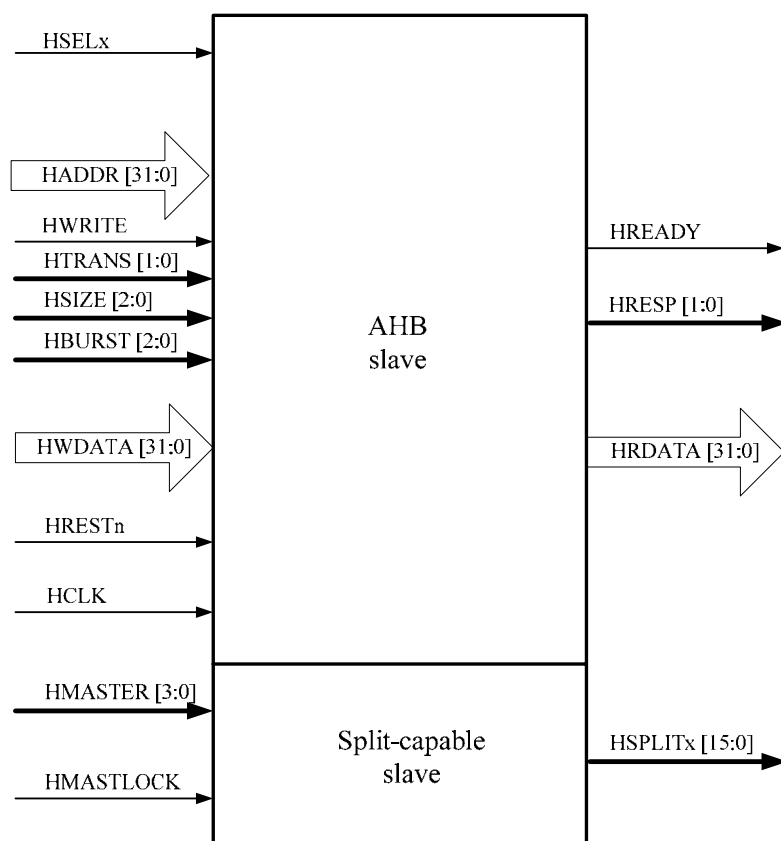 HSELx
HADDR [31:0]
HWRITE
HTRANS [1:0]
HSIZE [2:0]
HBURST [2:0]
HWDATA [31:0]
HRESTn
HCLK
HMASTER [3:0]
HMASTLOCK
AHB
slave
Split-capable
slave
HREADY
HRESP [1:0]
HRDATA [31:0]
HSPLITx [15:0]